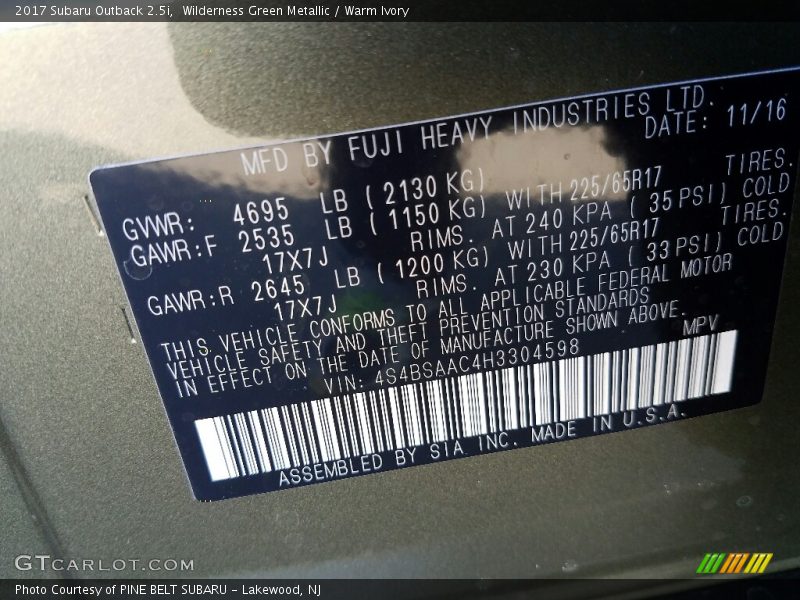 2017 Subaru Outback 2.5i,  Wilderness Green Metallic / Warm Ivory
MFD BY FUJI HEAVY INDUSTRIES LTD.
DATE: 11/16
GVWR: 4695 LB ( 2130 KG)
GAWR:F 2535 LB ( 1150 KG) WITH 225/65R17 TIRES.
17X7J RIMS. AT 240 KPA ( 35 PSI) COLD
GAWR:R 2645 LB ( 1200 KG) WITH 225/65R17 TIRES.
17X7J RIMS. AT 230 KPA ( 33 PSI) COLD
THIS VEHICLE CONFORMS TO ALL APPLICABLE FEDERAL MOTOR
VEHICLE SAFETY AND THEFT PREVENTION STANDARDS
IN EFFECT ON THE DATE OF MANUFACTURE SHOWN ABOVE.
VIN: 4S4BSAAC4H3304598 MPV
ASSEMBLED BY SIA INC. MADE IN U.S.A.
GTCARLOT.COM
Photo Courtesy of PINE BELT SUBARU - Lakewood, NJ